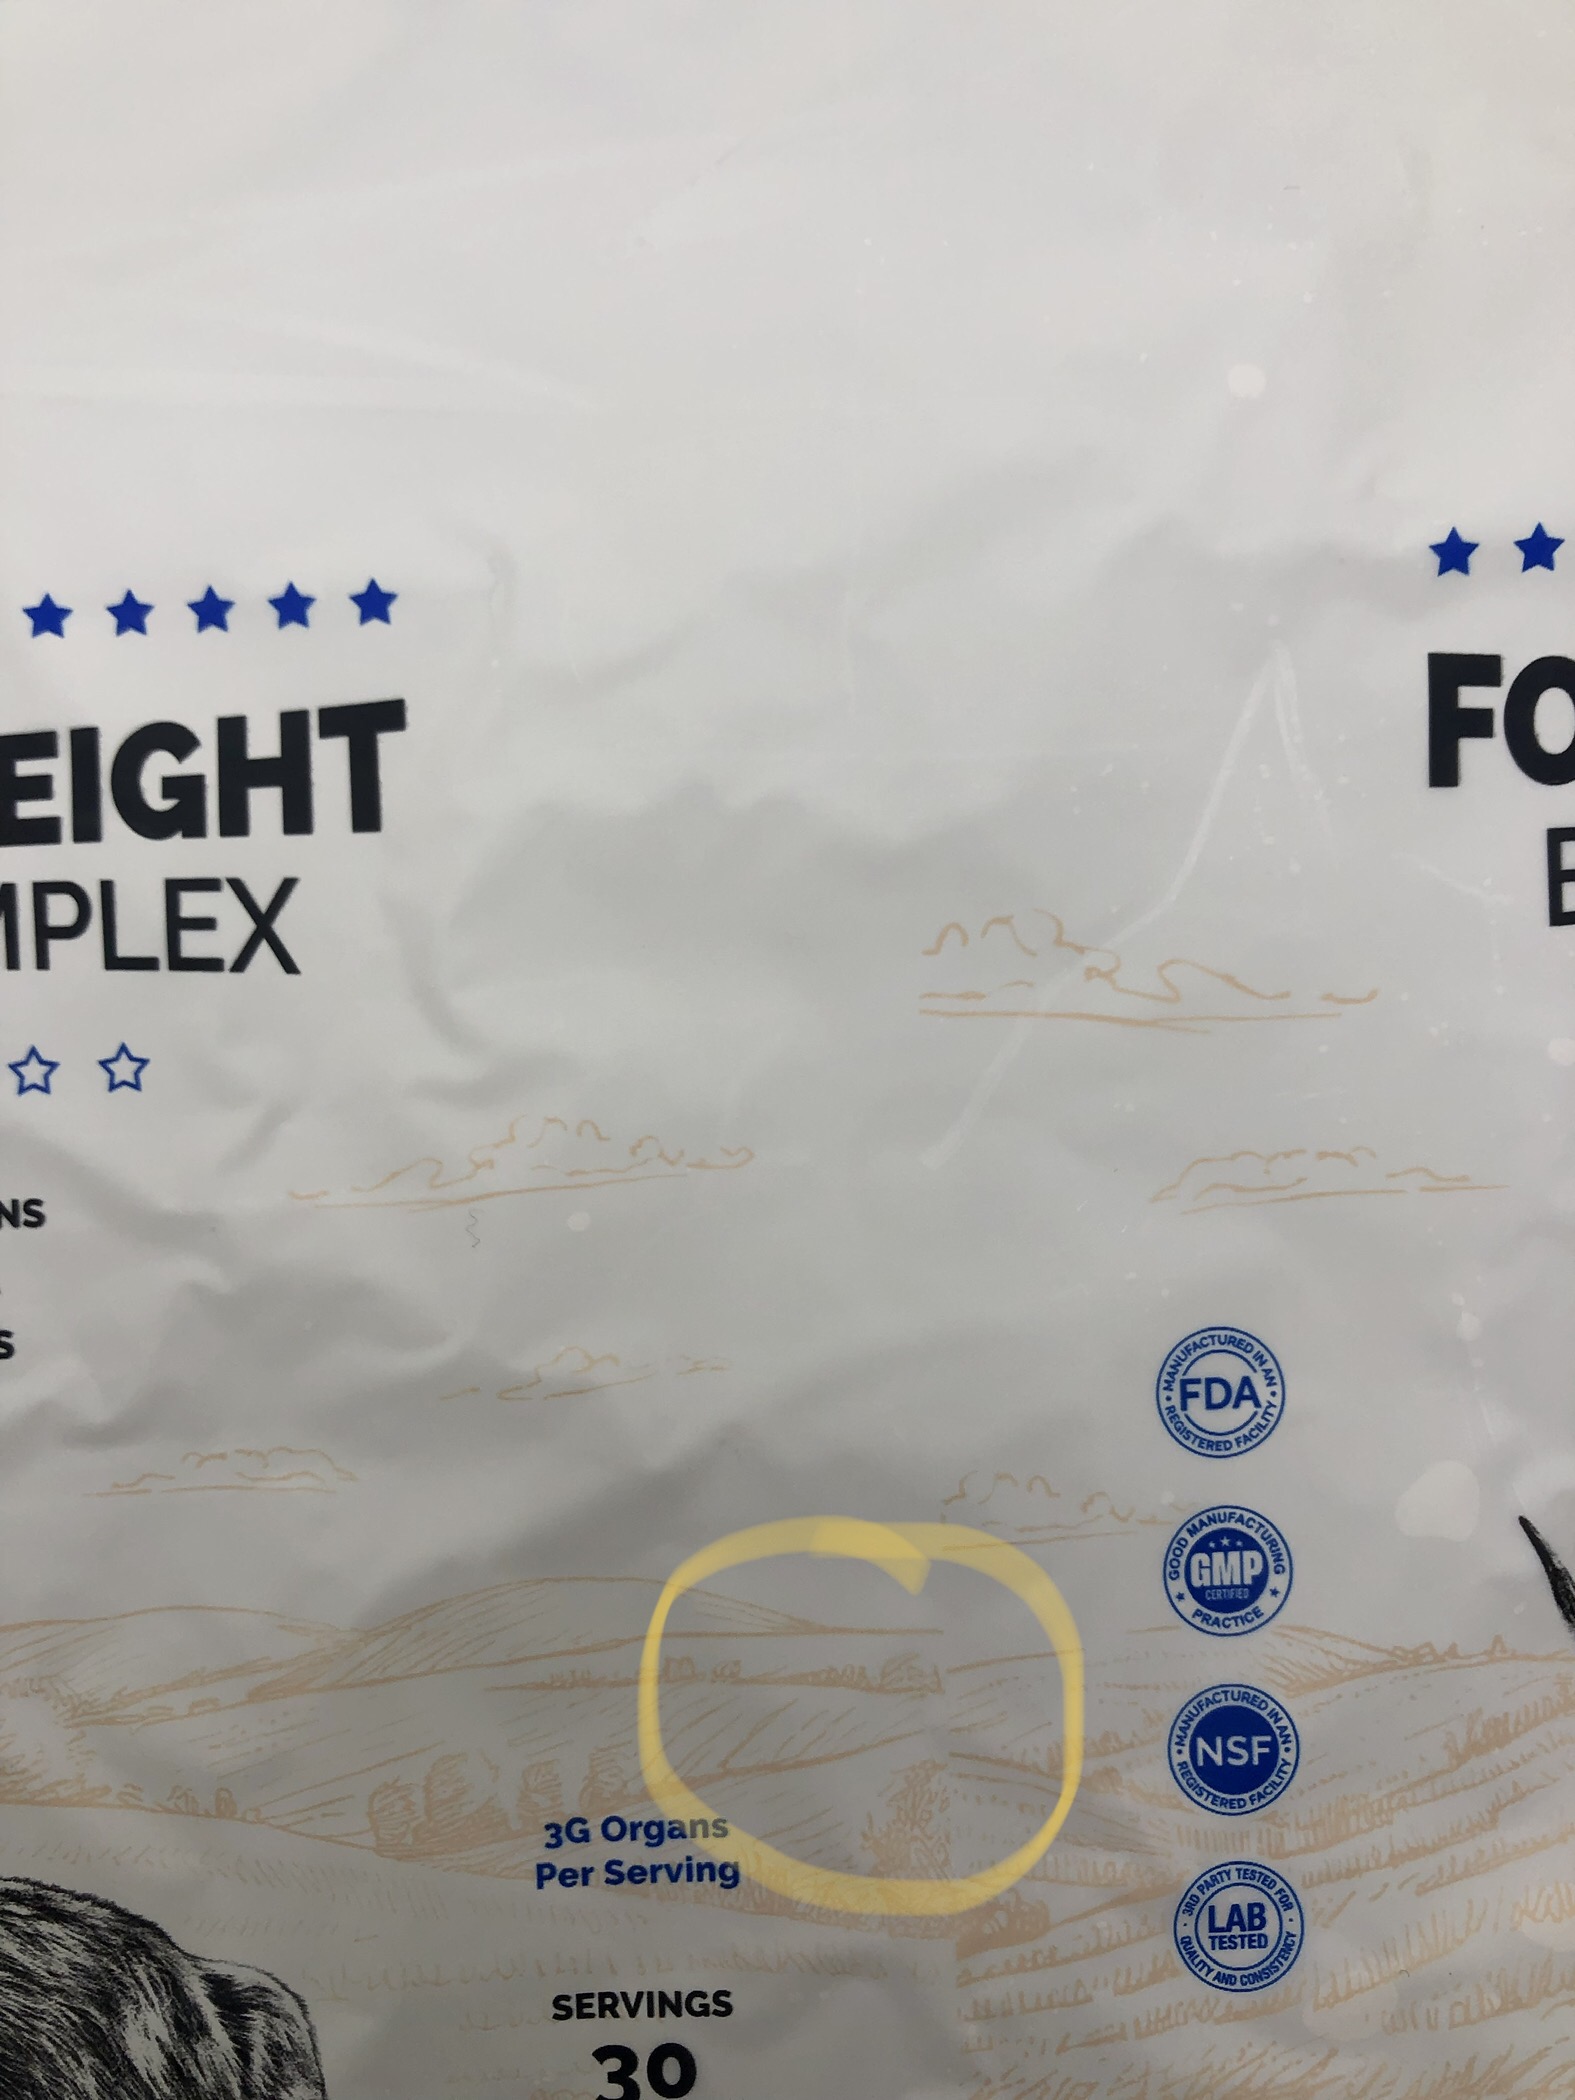 EIGHT
MPLEX
NS
S
FO
MANUFACTURED IN AN
FDA
REGISTERED FACILITY
GOOD MANUFACTURING
GMP
CERTIFIED
PRACTICE
MANUFACTURED IN AN
NSF
REGISTERED FACILITY
3G Organs
Per Serving
3RD PARTY TESTED FOR
LAB
TESTED
QUALITY AND CONSISTENCY
SERVINGS
30